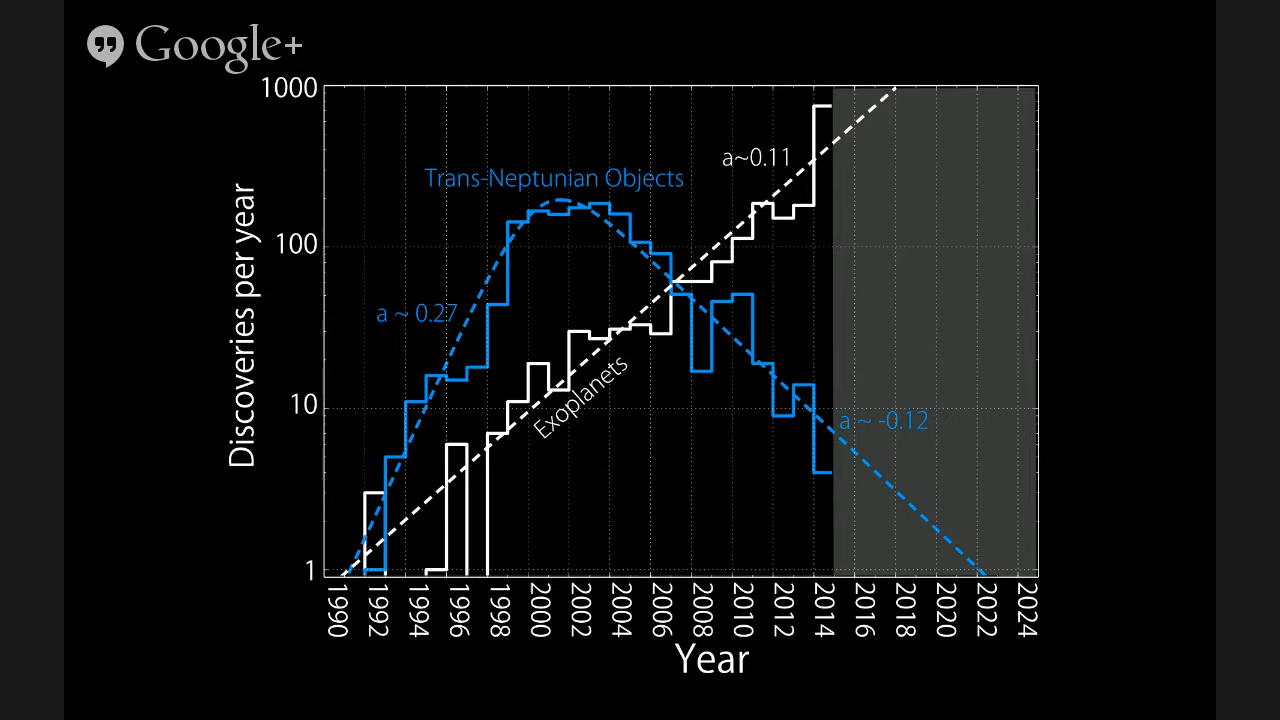 Google+
1000
100
10
1
Discoveries per year
Trans-Neptunian Objects
a~0.11
a ~ 0.27
Exoplanets
a ~ -0.12
1990 1992 1994 1996 1998 2000 2002 2004 2006 2008 2010 2012 2014 2016 2018 2020 2022 2024
Year